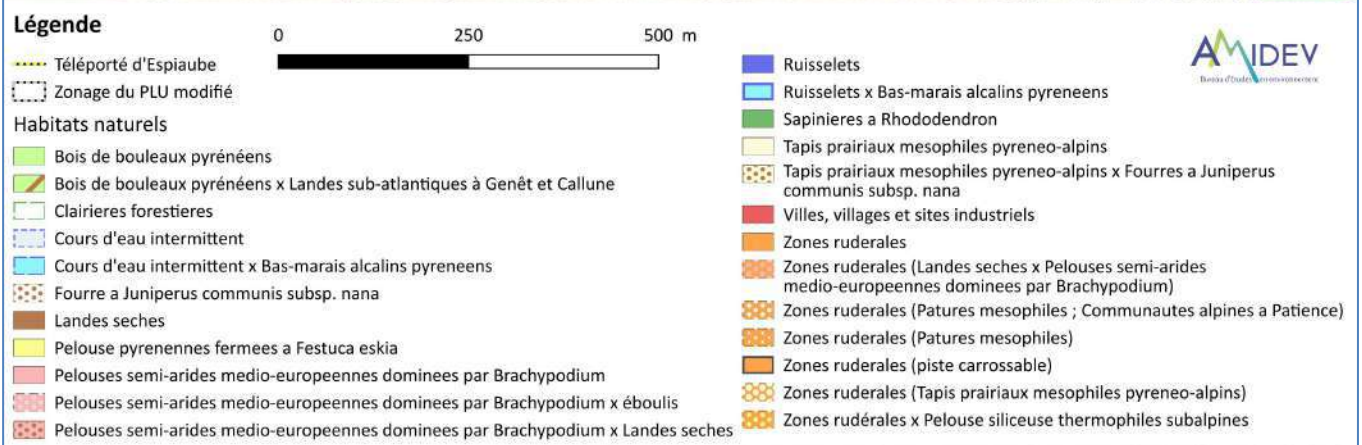 Légende
0 250 500 m
Téléporté d'Espiaube
Zonage du PLU modifié
Habitats naturels
Bois de bouleaux pyrénéens
Bois de bouleaux pyrénéens x Landes sub-atlantiques à Genêt et Callune
Clairieres forestieres
Cours d'eau intermittent
Cours d'eau intermittent x Bas-marais alcalins pyreneens
Fourre a Juniperus communis subsp. nana
Landes seches
Pelouse pyrenennes fermees a Festuca eskia
Pelouses semi-arides medio-europeennes dominees par Brachypodium
Pelouses semi-arides medio-europeennes dominees par Brachypodium x éboulis
Pelouses semi-arides medio-europeennes dominees par Brachypodium x Landes seches
Ruisselets
Ruisselets x Bas-marais alcalins pyreneens
Sapinieres a Rhododendron
Tapis prairiaux mesophiles pyreneo-alpins
Tapis prairiaux mesophiles pyreneo-alpins x Fourres a Juniperus
communis subsp. nana
Villes, villages et sites industriels
Zones ruderales
Zones ruderales (Landes seches x Pelouses semi-arides
medio-europeennes dominees par Brachypodium)
Zones ruderales (Patures mesophiles ; Communautes alpines a Patience)
Zones ruderales (Patures mesophiles)
Zones ruderales (piste carrossable)
Zones ruderales (Tapis prairiaux mesophiles pyreneo-alpins)
Zones rudérales x Pelouse siliceuse thermophiles subalpines
AMIDEV
Bureau d'Etudes environnement